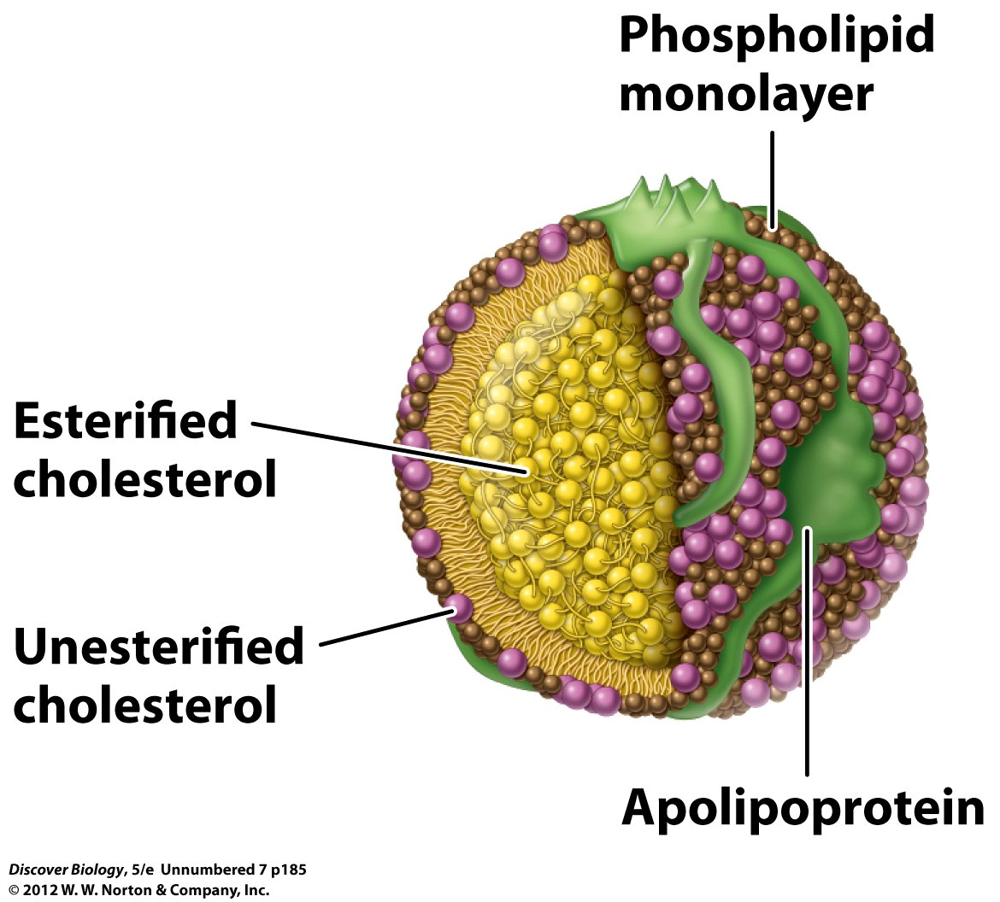 Phospholipid
monolayer
Esterified
cholesterol
Unesterified
cholesterol
Apolipoprotein
Discover Biology, 5/e Unnumbered 7 p185
© 2012 W. W. Norton & Company, Inc.